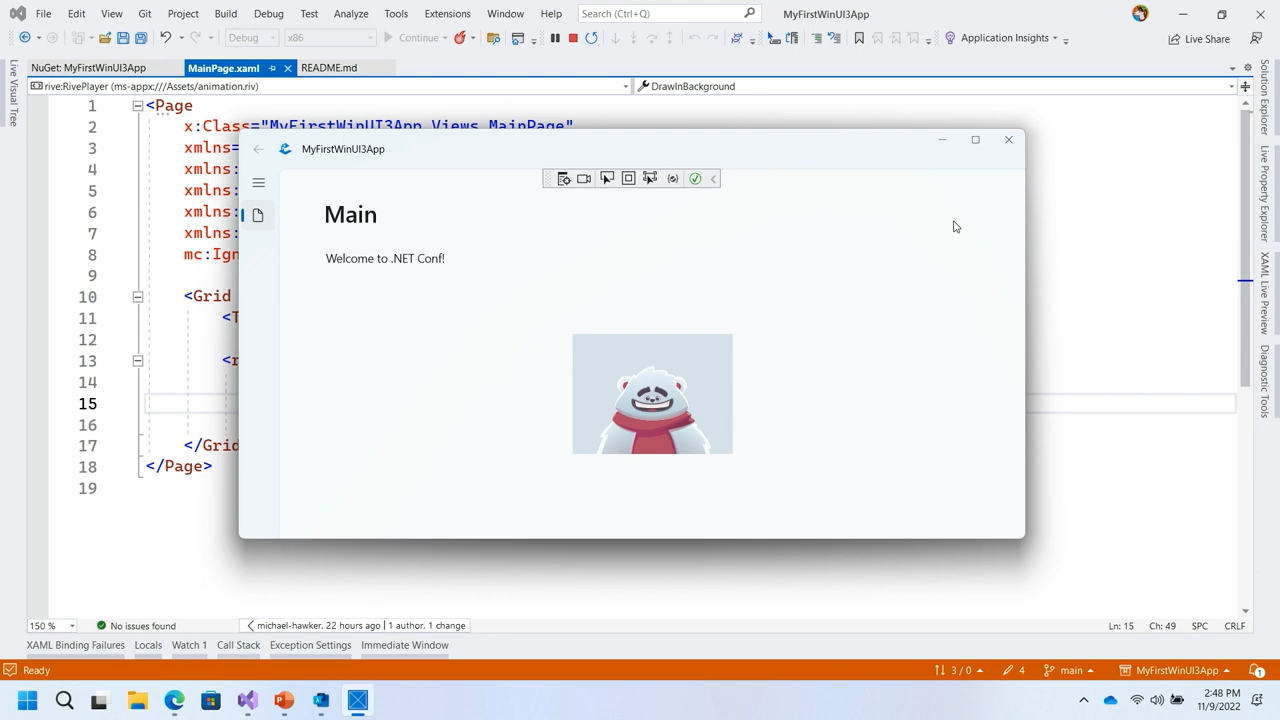 File Edit View Git Project Build Debug Test Analyze Tools Extensions Window Help Search (Ctrl+Q) MyFirstWinUI3App
Debug x86 Continue Application Insights Live Share
NuGet: MyFirstWinUI3App MainPage.xaml README.md
rive:RivePlayer (ms-appx:///Assets/animation.riv) DrawInBackground
Live Visual Tree
1 <Page
2 x:Class="MyFirstWinUI3App.Views.MainPage"
3 xmlns=
4 xmlns:
5 xmlns:
6 xmlns:
7 xmlns:
8 mc:Ign
9
10 <Grid
11 <T
12
13 <r
14
15
16
17 </Grid
18 </Page>
19
MyFirstWinUI3App
Main
Welcome to .NET Conf!
Solution Explorer
Live Property Explorer
XAML Live Preview
Diagnostic Tools
150 % No issues found michael-hawker, 22 hours ago | 1 author, 1 change Ln: 15 Ch: 49 SPC CRLF
XAML Binding Failures Locals Watch 1 Call Stack Exception Settings Immediate Window
Ready 3 / 0 4 main MyFirstWinUI3App 1
2:48 PM
11/9/2022